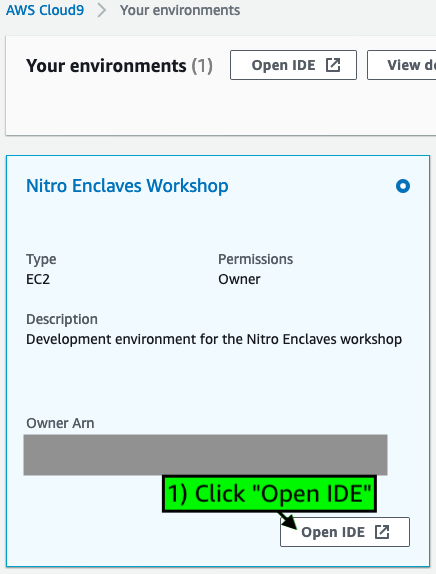 AWS Cloud9 > Your environments
Your environments (1) Open IDE View de
Nitro Enclaves Workshop
Type Permissions
EC2 Owner
Description
Development environment for the Nitro Enclaves workshop
Owner Arn
1) Click "Open IDE"
Open IDE